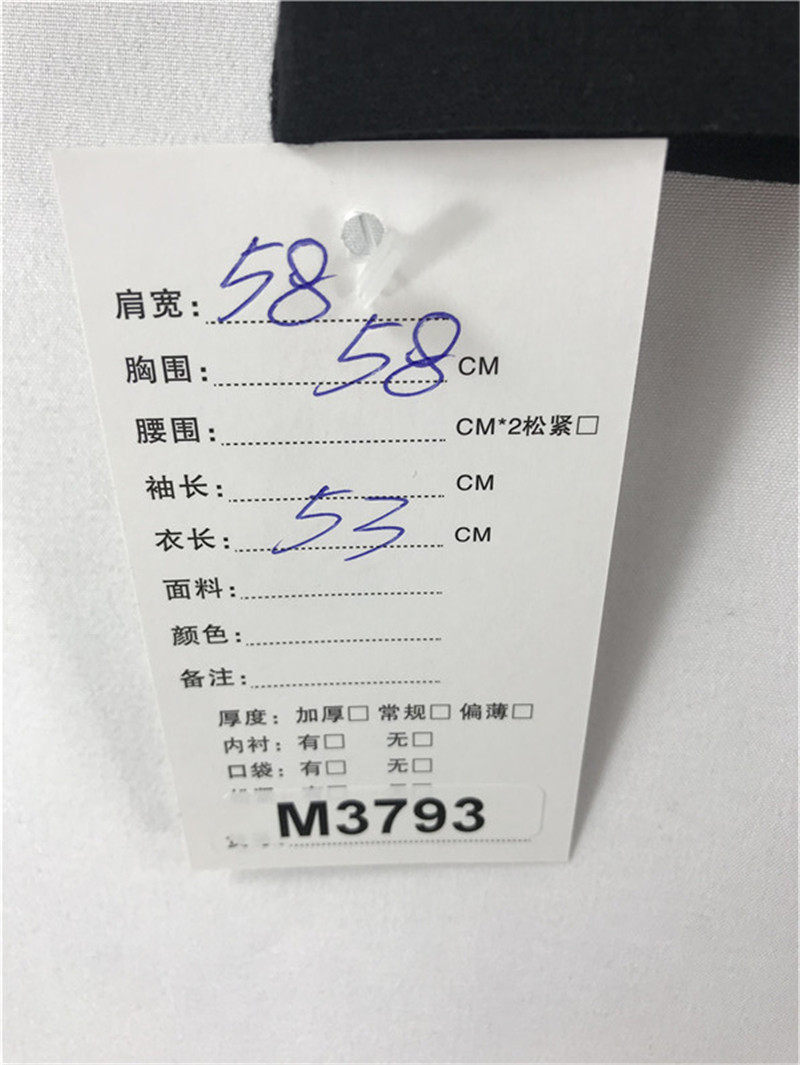 肩宽：58
胸围：58 CM
腰围： CM*2松紧□
袖长： CM
衣长：53 CM
面料：
颜色：
备注：
厚度：加厚□ 常规□ 偏薄□
内衬：有□ 无□
口袋：有□ 无□
M3793